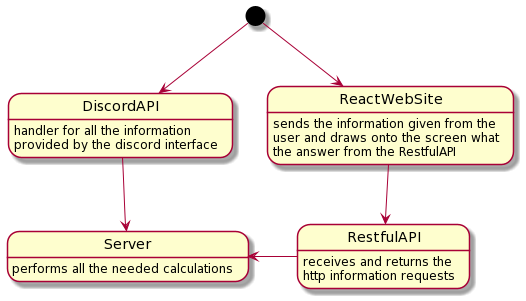 DiscordAPI
handler for all the information
provided by the discord interface
ReactWebSite
sends the information given from the
user and draws onto the screen what
the answer from the RestfulAPI
Server
performs all the needed calculations
RestfulAPI
receives and returns the
http information requests